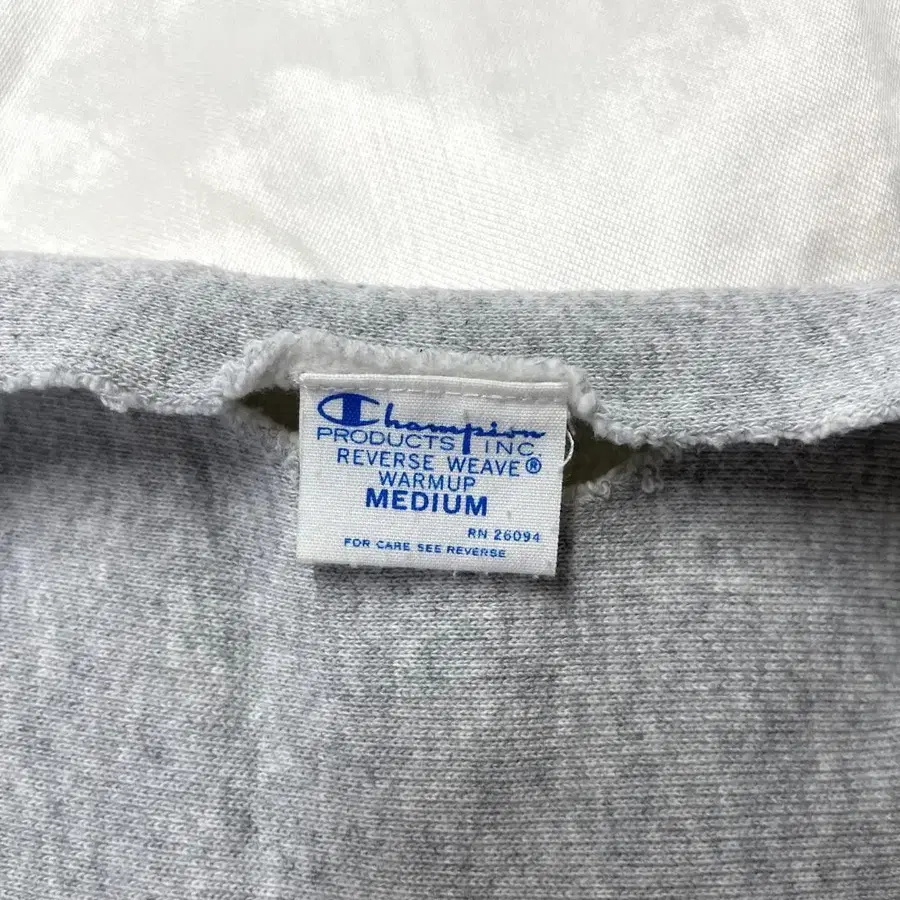 Champion
PRODUCTS INC.
REVERSE WEAVE®
WARMUP
MEDIUM
RN 26094
FOR CARE SEE REVERSE